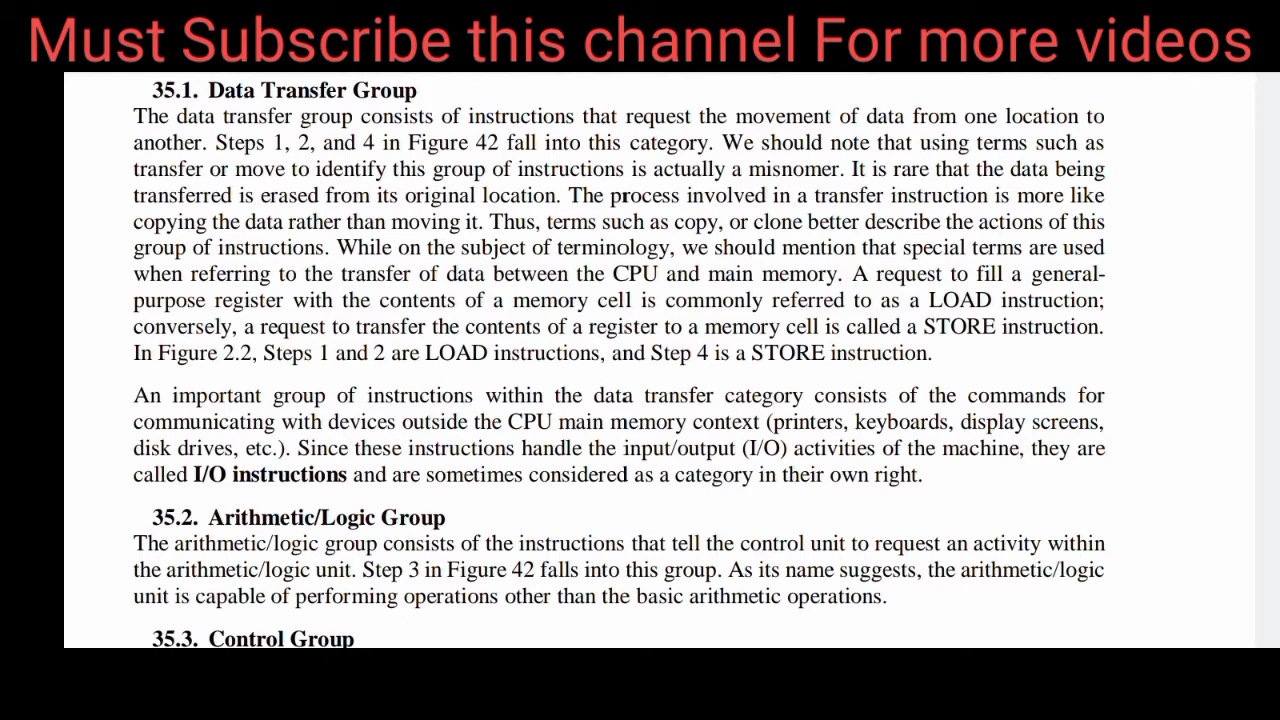 Must Subscribe this channel For more videos
35.1. Data Transfer Group
The data transfer group consists of instructions that request the movement of data from one location to
another. Steps 1, 2, and 4 in Figure 42 fall into this category. We should note that using terms such as
transfer or move to identify this group of instructions is actually a misnomer. It is rare that the data being
transferred is erased from its original location. The process involved in a transfer instruction is more like
copying the data rather than moving it. Thus, terms such as copy, or clone better describe the actions of this
group of instructions. While on the subject of terminology, we should mention that special terms are used
when referring to the transfer of data between the CPU and main memory. A request to fill a general-
purpose register with the contents of a memory cell is commonly referred to as a LOAD instruction;
conversely, a request to transfer the contents of a register to a memory cell is called a STORE instruction.
In Figure 2.2, Steps 1 and 2 are LOAD instructions, and Step 4 is a STORE instruction.
An important group of instructions within the data transfer category consists of the commands for
communicating with devices outside the CPU main memory context (printers, keyboards, display screens,
disk drives, etc.). Since these instructions handle the input/output (I/O) activities of the machine, they are
called I/O instructions and are sometimes considered as a category in their own right.
35.2. Arithmetic/Logic Group
The arithmetic/logic group consists of the instructions that tell the control unit to request an activity within
the arithmetic/logic unit. Step 3 in Figure 42 falls into this group. As its name suggests, the arithmetic/logic
unit is capable of performing operations other than the basic arithmetic operations.
35.3. Control Group